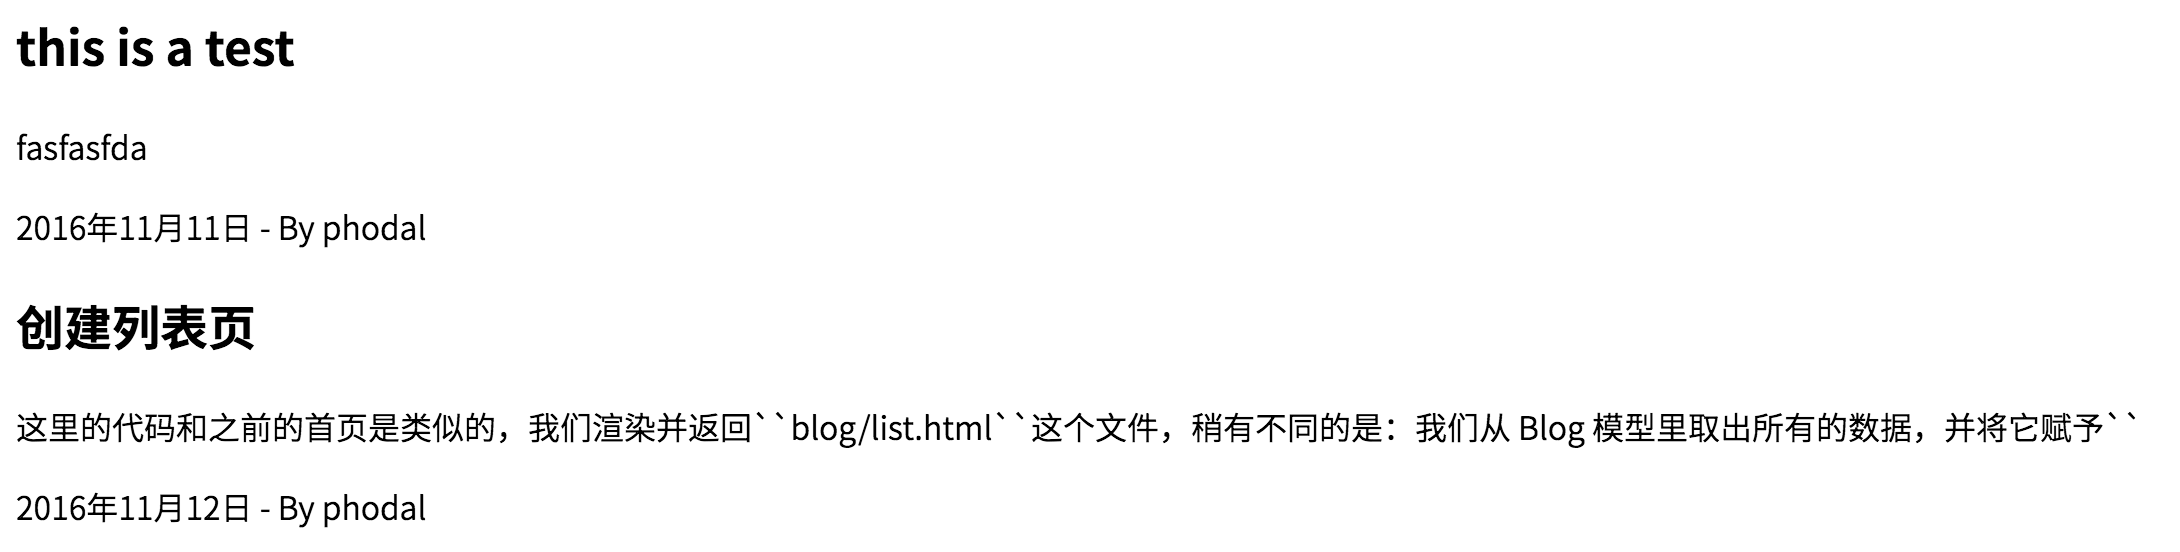 this is a test
fasfasfda
2016年11月11日 - By phodal
创建列表页
这里的代码和之前的首页是类似的，我们渲染并返回``blog/list.html``这个文件，稍有不同的是：我们从 Blog 模型里取出所有的数据，并将它赋予``
2016年11月12日 - By phodal